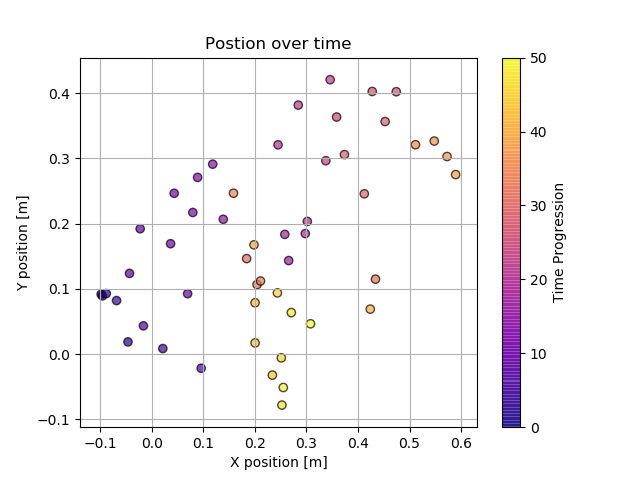 Postion over time
Y position [m]
0.4
0.3
0.2
0.1
0.0
−0.1
−0.1 0.0 0.1 0.2 0.3 0.4 0.5 0.6
X position [m]
50
40
30
20
10
0
Time Progression